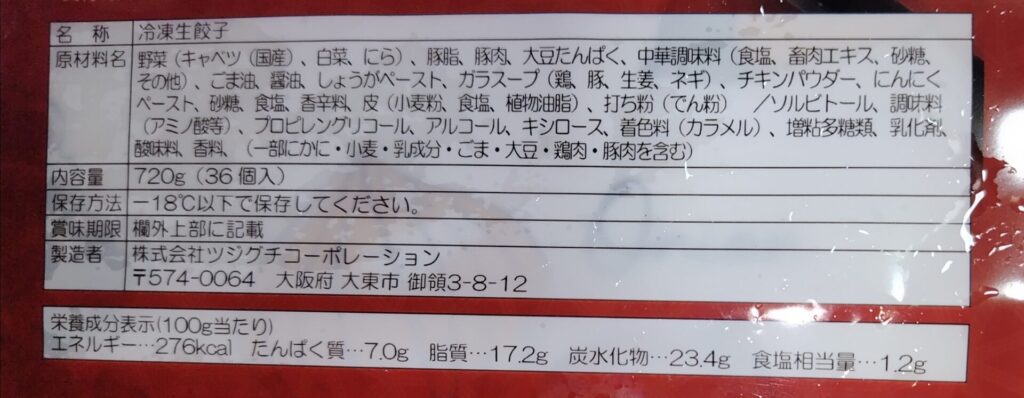 名称 冷凍生餃子
原材料名 野菜(キャベツ(国産)、白菜、にら)、豚脂、豚肉、大豆たんぱく、中華調味料(食塩、畜肉エキス、砂糖、
その他)、ごま油、醤油、しょうがペースト、ガラスープ(鶏、豚、生姜、ネギ)、チキンパウダー、にんにく
ペースト、砂糖、食塩、香辛料、皮(小麦粉、食塩、植物油脂)、打ち粉(でん粉) /ソルビトール、調味料
(アミノ酸等)、プロピレングリコール、アルコール、キシロース、着色料(カラメル)、増粘多糖類、乳化剤、
酸味料、香料、(一部にかに・小麦・乳成分・ごま・大豆・鶏肉・豚肉を含む)
内容量 720g(36個入)
保存方法 −18℃以下で保存してください。
賞味期限 欄外上部に記載
製造者 株式会社ツジグチコーポレーション
〒574-0064 大阪府 大東市 御領3-8-12
栄養成分表示(100g当たり)
エネルギー…276kcal たんぱく質…7.0g 脂質…17.2g 炭水化物…23.4g 食塩相当量…1.2g